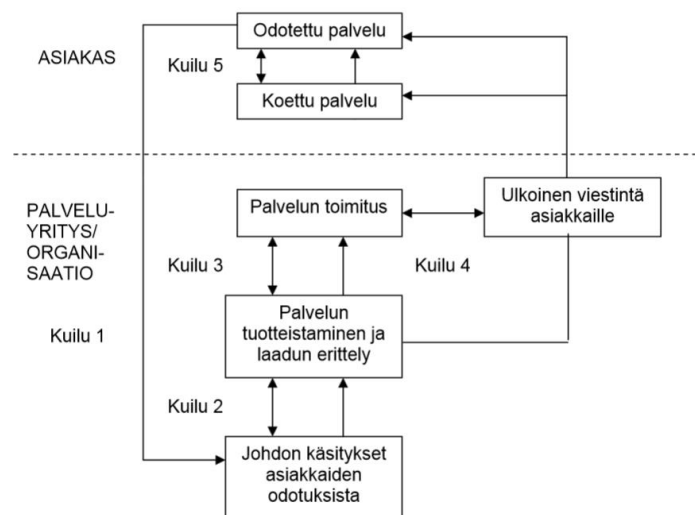 Odotettu palvelu
ASIAKAS
Kuilu 5
Koettu palvelu
PALVELU-
YRITYS/
ORGANI-
SAATIO
Palvelun toimitus
Ulkoinen viestintä
asiakkaille
Kuilu 3
Kuilu 4
Kuilu 1
Palvelun
tuotteistaminen ja
laadun erittely
Kuilu 2
Johdon käsitykset
asiakkaiden
odotuksista